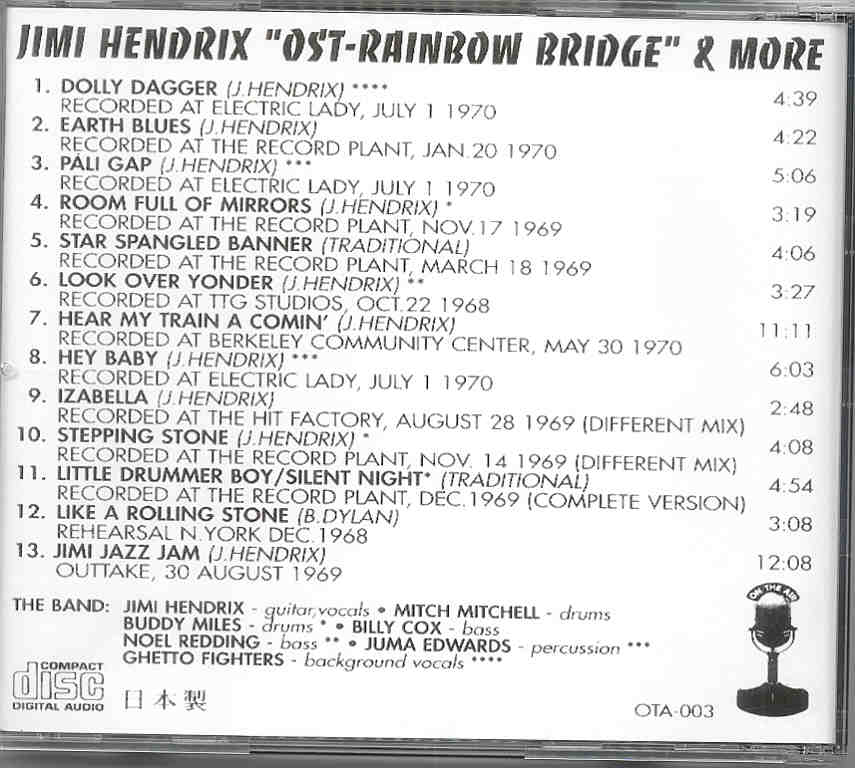 JIMI HENDRIX "OST-RAINBOW BRIDGE" & MORE
1. DOLLY DAGGER (J.HENDRIX) **** 4:39
RECORDED AT ELECTRIC LADY, JULY 1 1970
2. EARTH BLUES (J.HENDRIX) 4:22
RECORDED AT THE RECORD PLANT, JAN.20 1970
3. PALI GAP (J.HENDRIX) *** 5:06
RECORDED AT ELECTRIC LADY, JULY 1 1970
4. ROOM FULL OF MIRRORS (J.HENDRIX) * 3:19
RECORDED AT THE RECORD PLANT, NOV.17 1969
5. STAR SPANGLED BANNER (TRADITIONAL) 4:06
RECORDED AT THE RECORD PLANT, MARCH 18 1969
6. LOOK OVER YONDER (J.HENDRIX) ** 3:27
RECORDED AT TTG STUDIOS, OCT.22 1968
7. HEAR MY TRAIN A COMIN' (J.HENDRIX) 11:11
RECORDED AT BERKELEY COMMUNITY CENTER, MAY 30 1970
8. HEY BABY (J.HENDRIX) *** 6:03
RECORDED AT ELECTRIC LADY, JULY 1 1970
9. IZABELLA (J.HENDRIX) 2:48
RECORDED AT THE HIT FACTORY, AUGUST 28 1969 (DIFFERENT MIX)
10. STEPPING STONE (J.HENDRIX) * 4:08
RECORDED AT THE RECORD PLANT, NOV. 14 1969 (DIFFERENT MIX)
11. LITTLE DRUMMER BOY/SILENT NIGHT* (TRADITIONAL) 4:54
RECORDED AT THE RECORD PLANT, DEC.1969 (COMPLETE VERSION)
12. LIKE A ROLLING STONE (B.DYLAN) 3:08
REHEARSAL N.YORK DEC.1968
13. JIMI JAZZ JAM (J.HENDRIX) 12:08
OUTTAKE, 30 AUGUST 1969
THE BAND: JIMI HENDRIX - guitar,vocals • MITCH MITCHELL - drums
BUDDY MILES - drums * • BILLY COX - bass
NOEL REDDING - bass ** • JUMA EDWARDS - percussion ***
GHETTO FIGHTERS - background vocals ****
ON THE AIR
COMPACT
disc
DIGITAL AUDIO
日本製
OTA-003